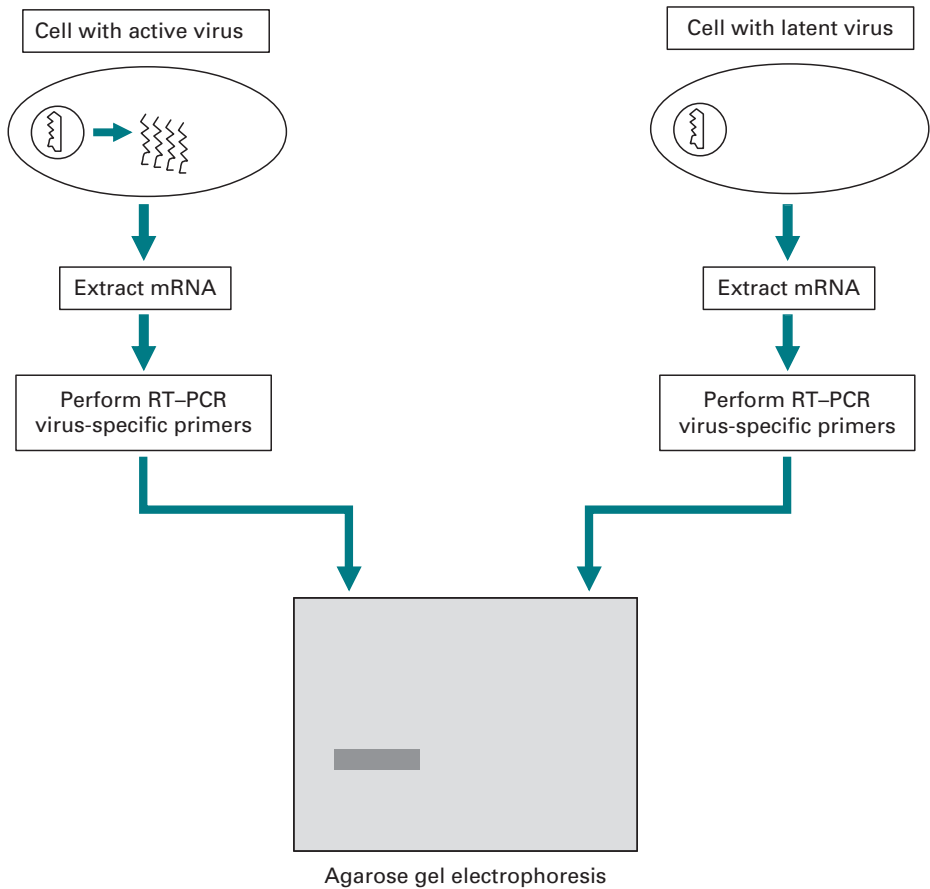 Cell with active virus
Cell with latent virus
Extract mRNA
Extract mRNA
Perform RT–PCR
virus-specific primers
Perform RT–PCR
virus-specific primers
Agarose gel electrophoresis